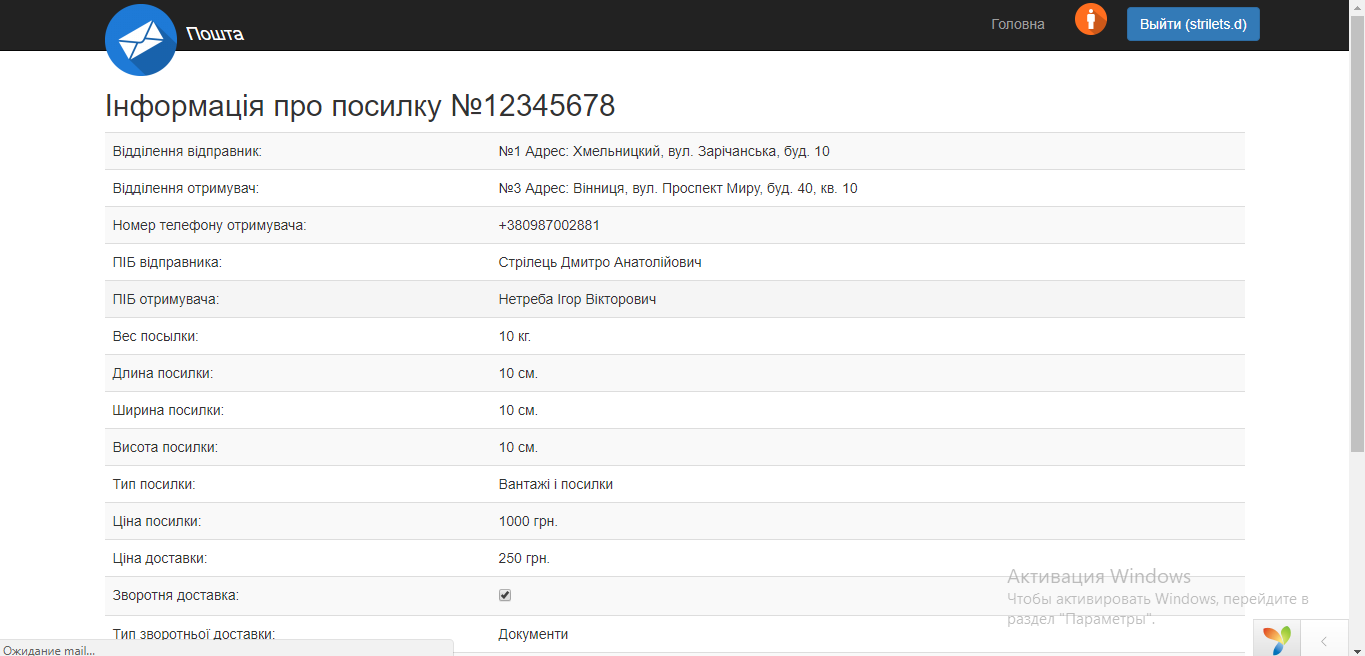 Пошта
Головна
Выйти (strilets.d)
Інформація про посилку №12345678
Відділення відправник: №1 Адрес: Хмельницкий, вул. Зарічанська, буд. 10
Відділення отримувач: №3 Адрес: Вінниця, вул. Проспект Миру, буд. 40, кв. 10
Номер телефону отримувача: +380987002881
ПІБ відправника: Стрілець Дмитро Анатолійович
ПІБ отримувача: Нетреба Ігор Вікторович
Вес посылки: 10 кг.
Длина посилки: 10 см.
Ширина посилки: 10 см.
Висота посилки: 10 см.
Тип посилки: Вантажі і посилки
Ціна посилки: 1000 грн.
Ціна доставки: 250 грн.
Зворотня доставка:
Тип зворотньої доставки: Документи
Активация Windows
Чтобы активировать Windows, перейдите в
раздел "Параметры".
Ожидание mail...